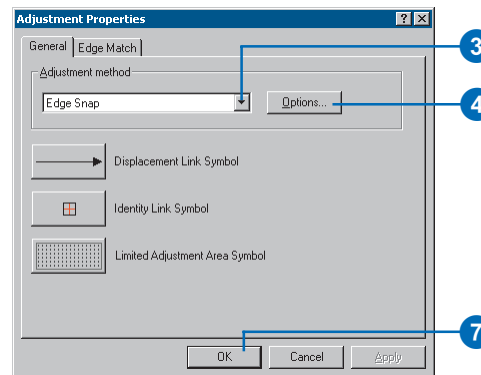 Adjustment Properties
General
Edge Match
Adjustment method
Edge Snap
Options...
Displacement Link Symbol
Identity Link Symbol
Limited Adjustment Area Symbol
OK
Cancel
Apply
3
4
7